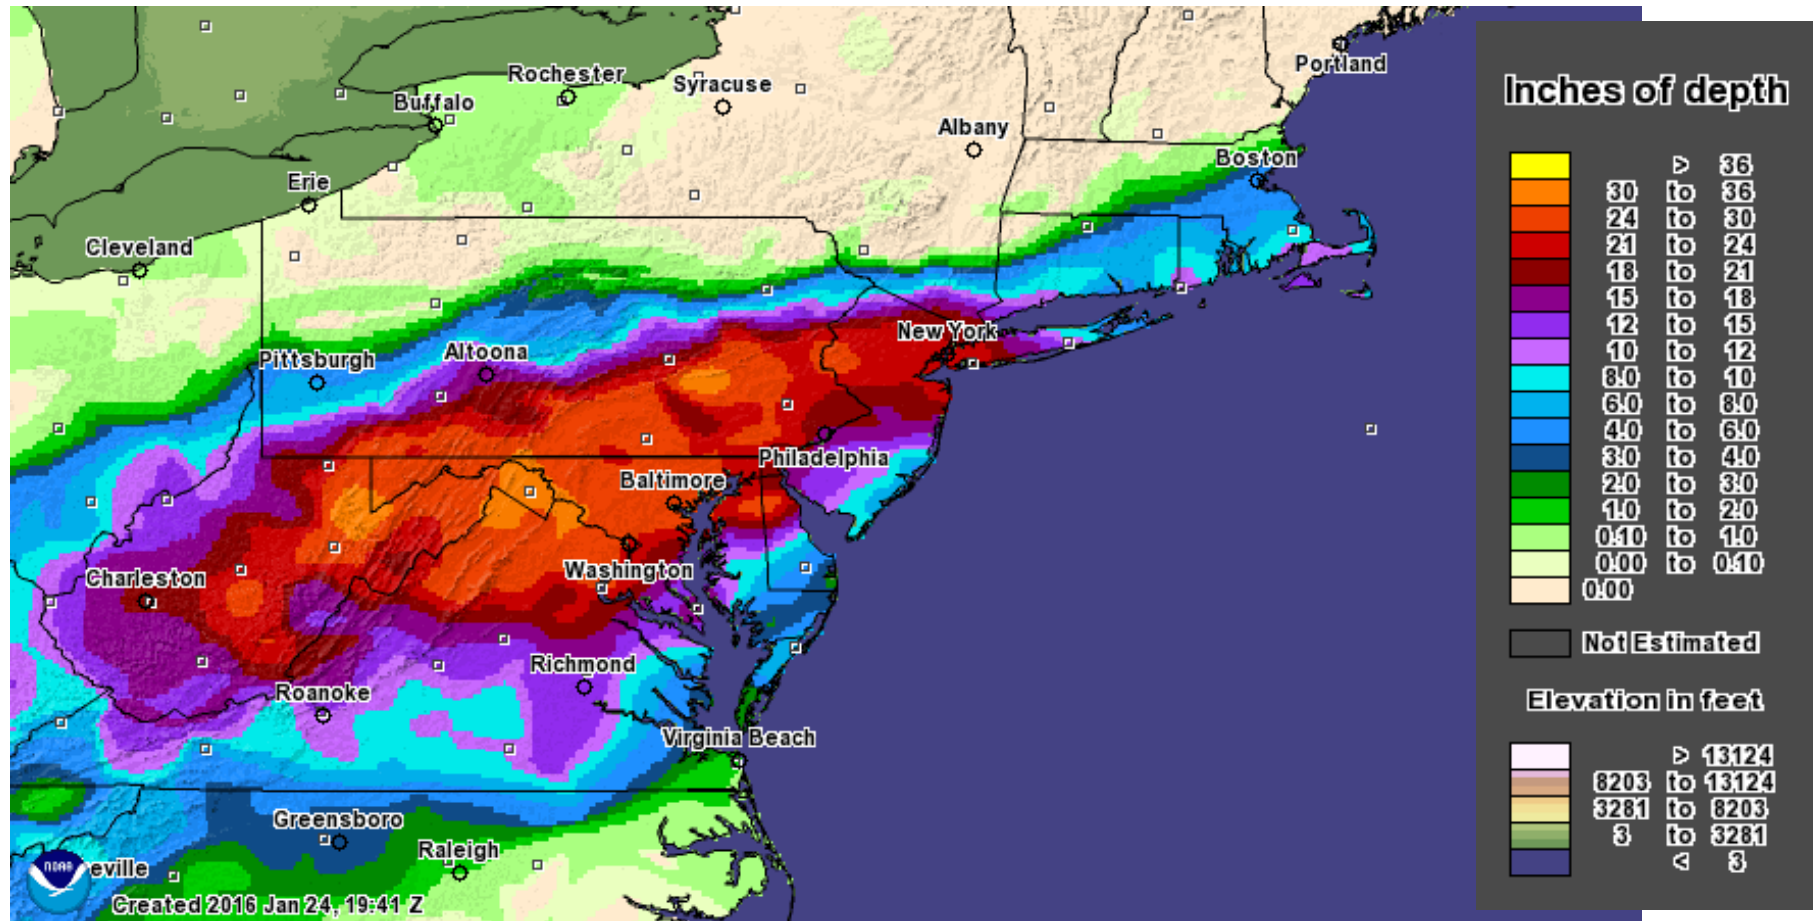 Portland
Rochester
Syracuse
Buffalo
Albany
Boston
Erie
Cleveland
New York
Pittsburgh
Altoona
Philadelphia
Baltimore
Washington
Charleston
Richmond
Roanoke
Virginia Beach
Greensboro
Raleigh
eville
NOAA
Created 2016 Jan 24, 19:41 Z
Inches of depth
> 36
30 to 36
24 to 30
21 to 24
18 to 21
15 to 18
12 to 15
10 to 12
8.0 to 10
6.0 to 8.0
4.0 to 6.0
3.0 to 4.0
2.0 to 3.0
1.0 to 2.0
0.10 to 1.0
0.00 to 0.10
0.00
Not Estimated
Elevation in feet
> 13124
8203 to 13124
3281 to 8203
3 to 3281
< 3